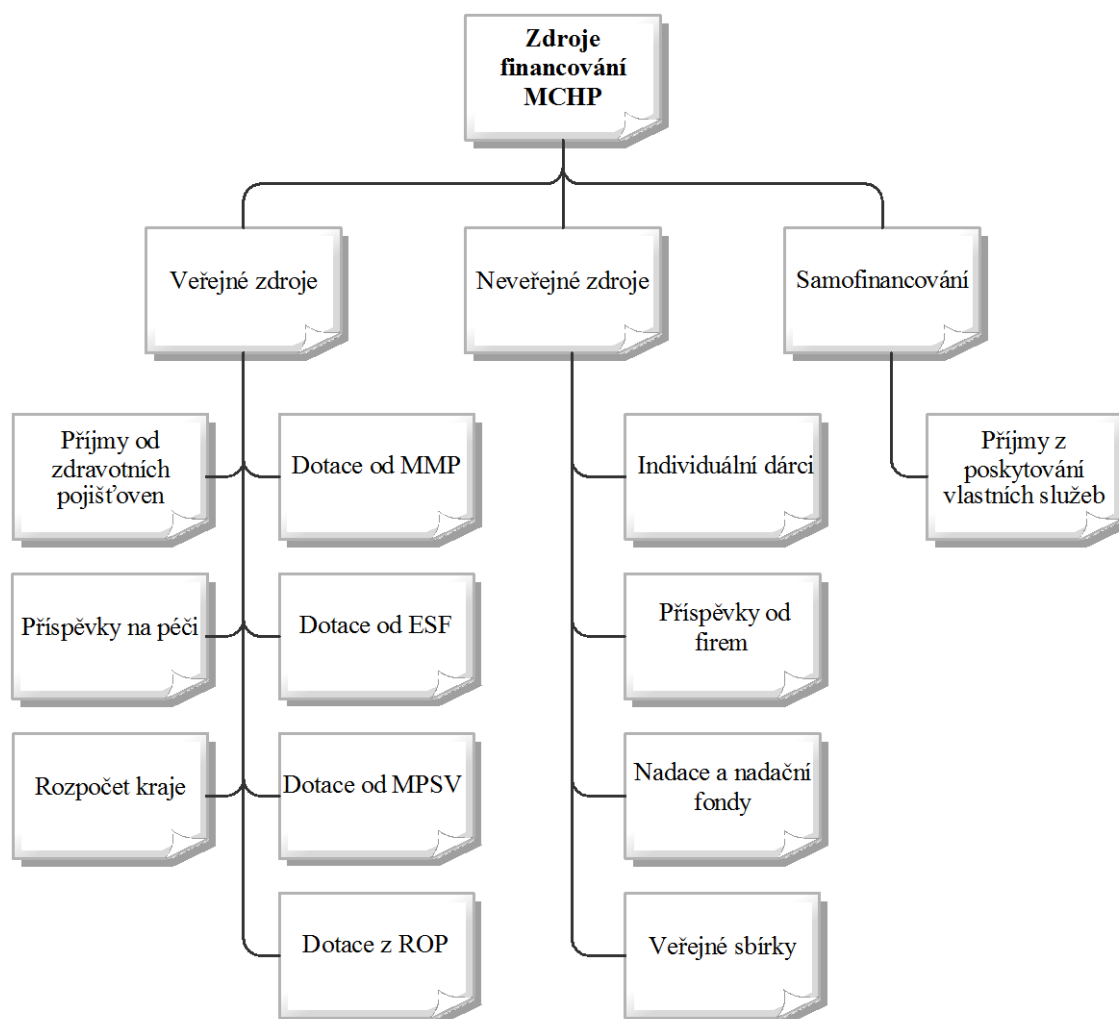 Zdroje
financování
MCHP
Veřejné zdroje
Neveřejné zdroje
Samofinancování
Příjmy od
zdravotních
pojišťoven
Dotace od MMP
Individuální dárci
Příjmy z
poskytování
vlastních služeb
Příspěvky na péči
Dotace od ESF
Příspěvky od
firem
Rozpočet kraje
Dotace od MPSV
Nadace a nadační
fondy
Dotace z ROP
Veřejné sbírky